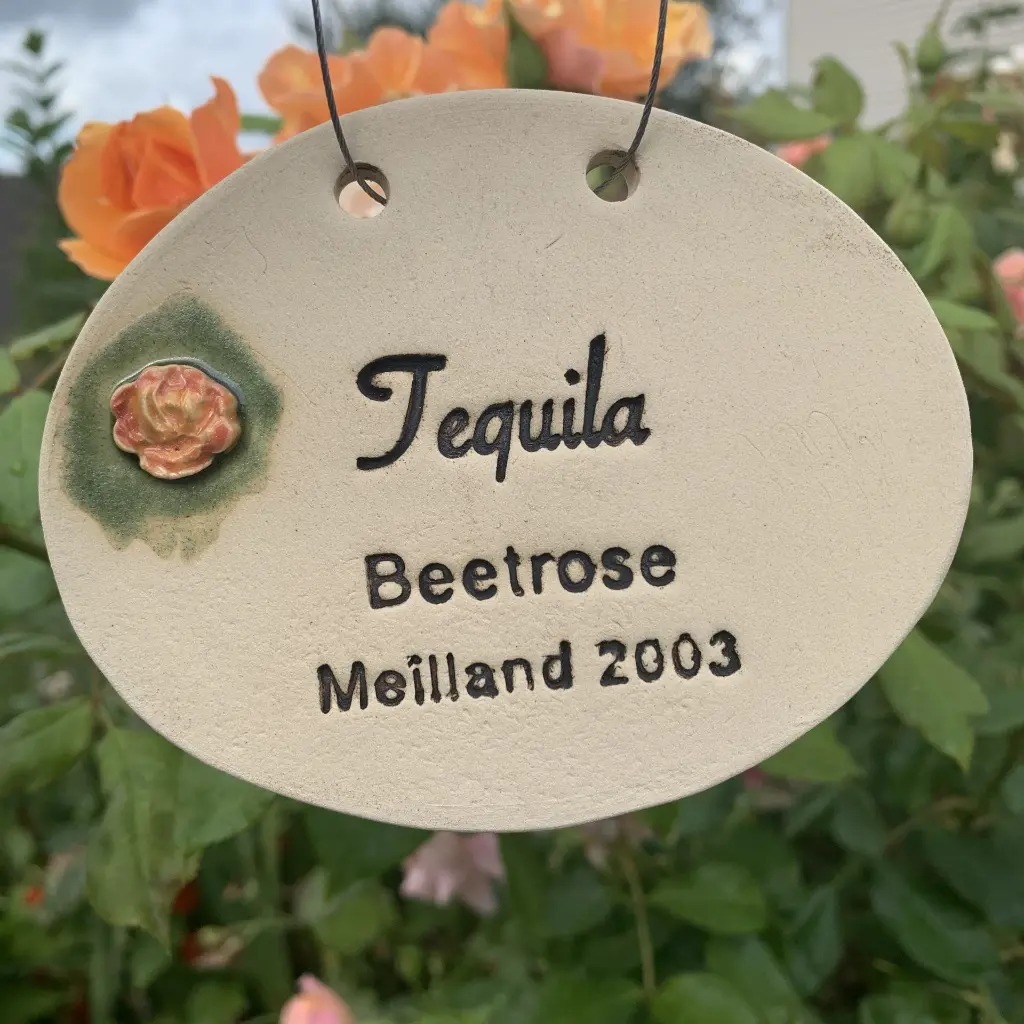 Tequila
Beetrose
Meilland 2003